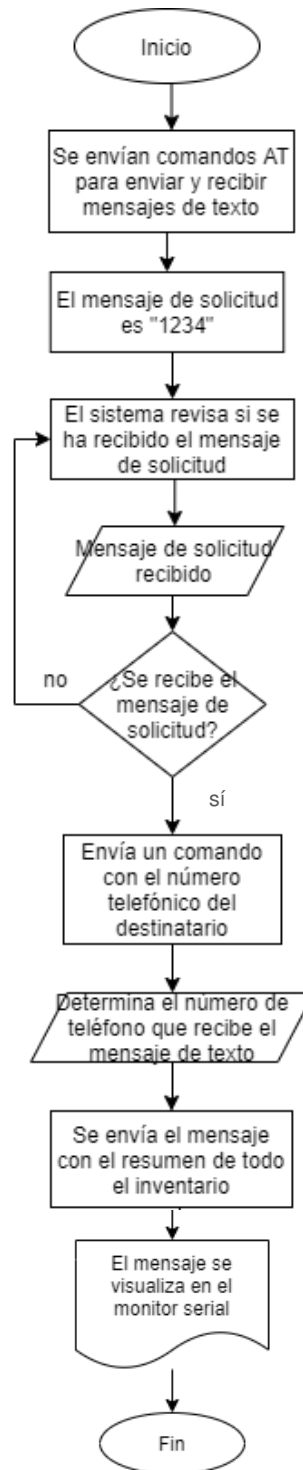 Inicio
Se envían comandos AT
para enviar y recibir
mensajes de texto
El mensaje de solicitud
es "1234"
El sistema revisa si se
ha recibido el mensaje
de solicitud
Mensaje de solicitud
recibido
no
¿Se recibe el
mensaje de
solicitud?
sí
Envía un comando
con el número
telefónico del
destinatario
Determina el número de
teléfono que recibe el
mensaje de texto
Se envía el mensaje
con el resumen de todo
el inventario
El mensaje se
visualiza en el
monitor serial
Fin